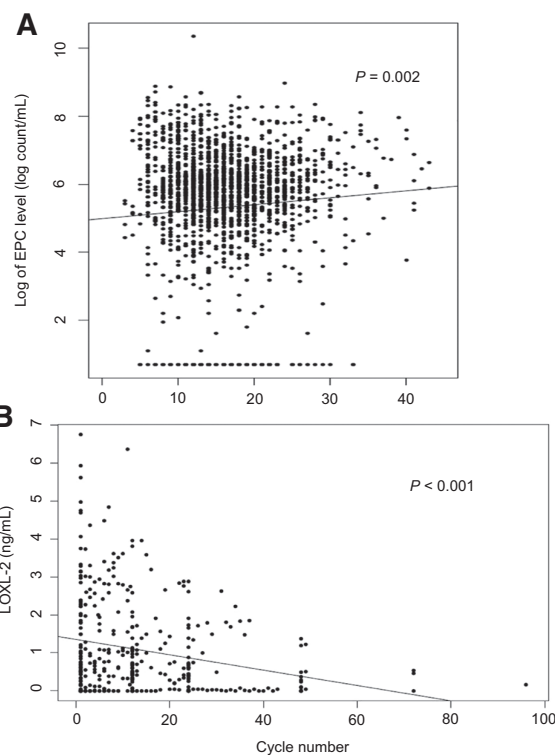 A
10
8
6
4
2
Log of EPC level (log count/mL)
P = 0.002
0 10 20 30 40
B
7
6
5
4
3
2
1
0
LOXL-2 (ng/mL)
P < 0.001
0 20 40 60 80 100
Cycle number